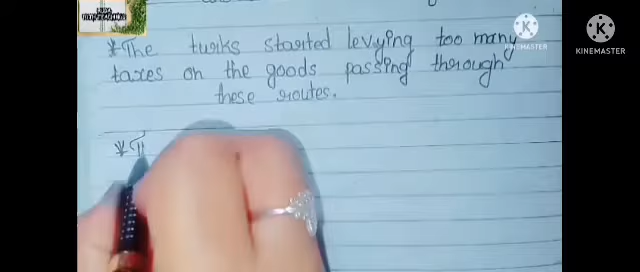 *The turks started levying too many
taxes on the goods passing through
these routes.
*T
KINEMASTER
KINEMASTER